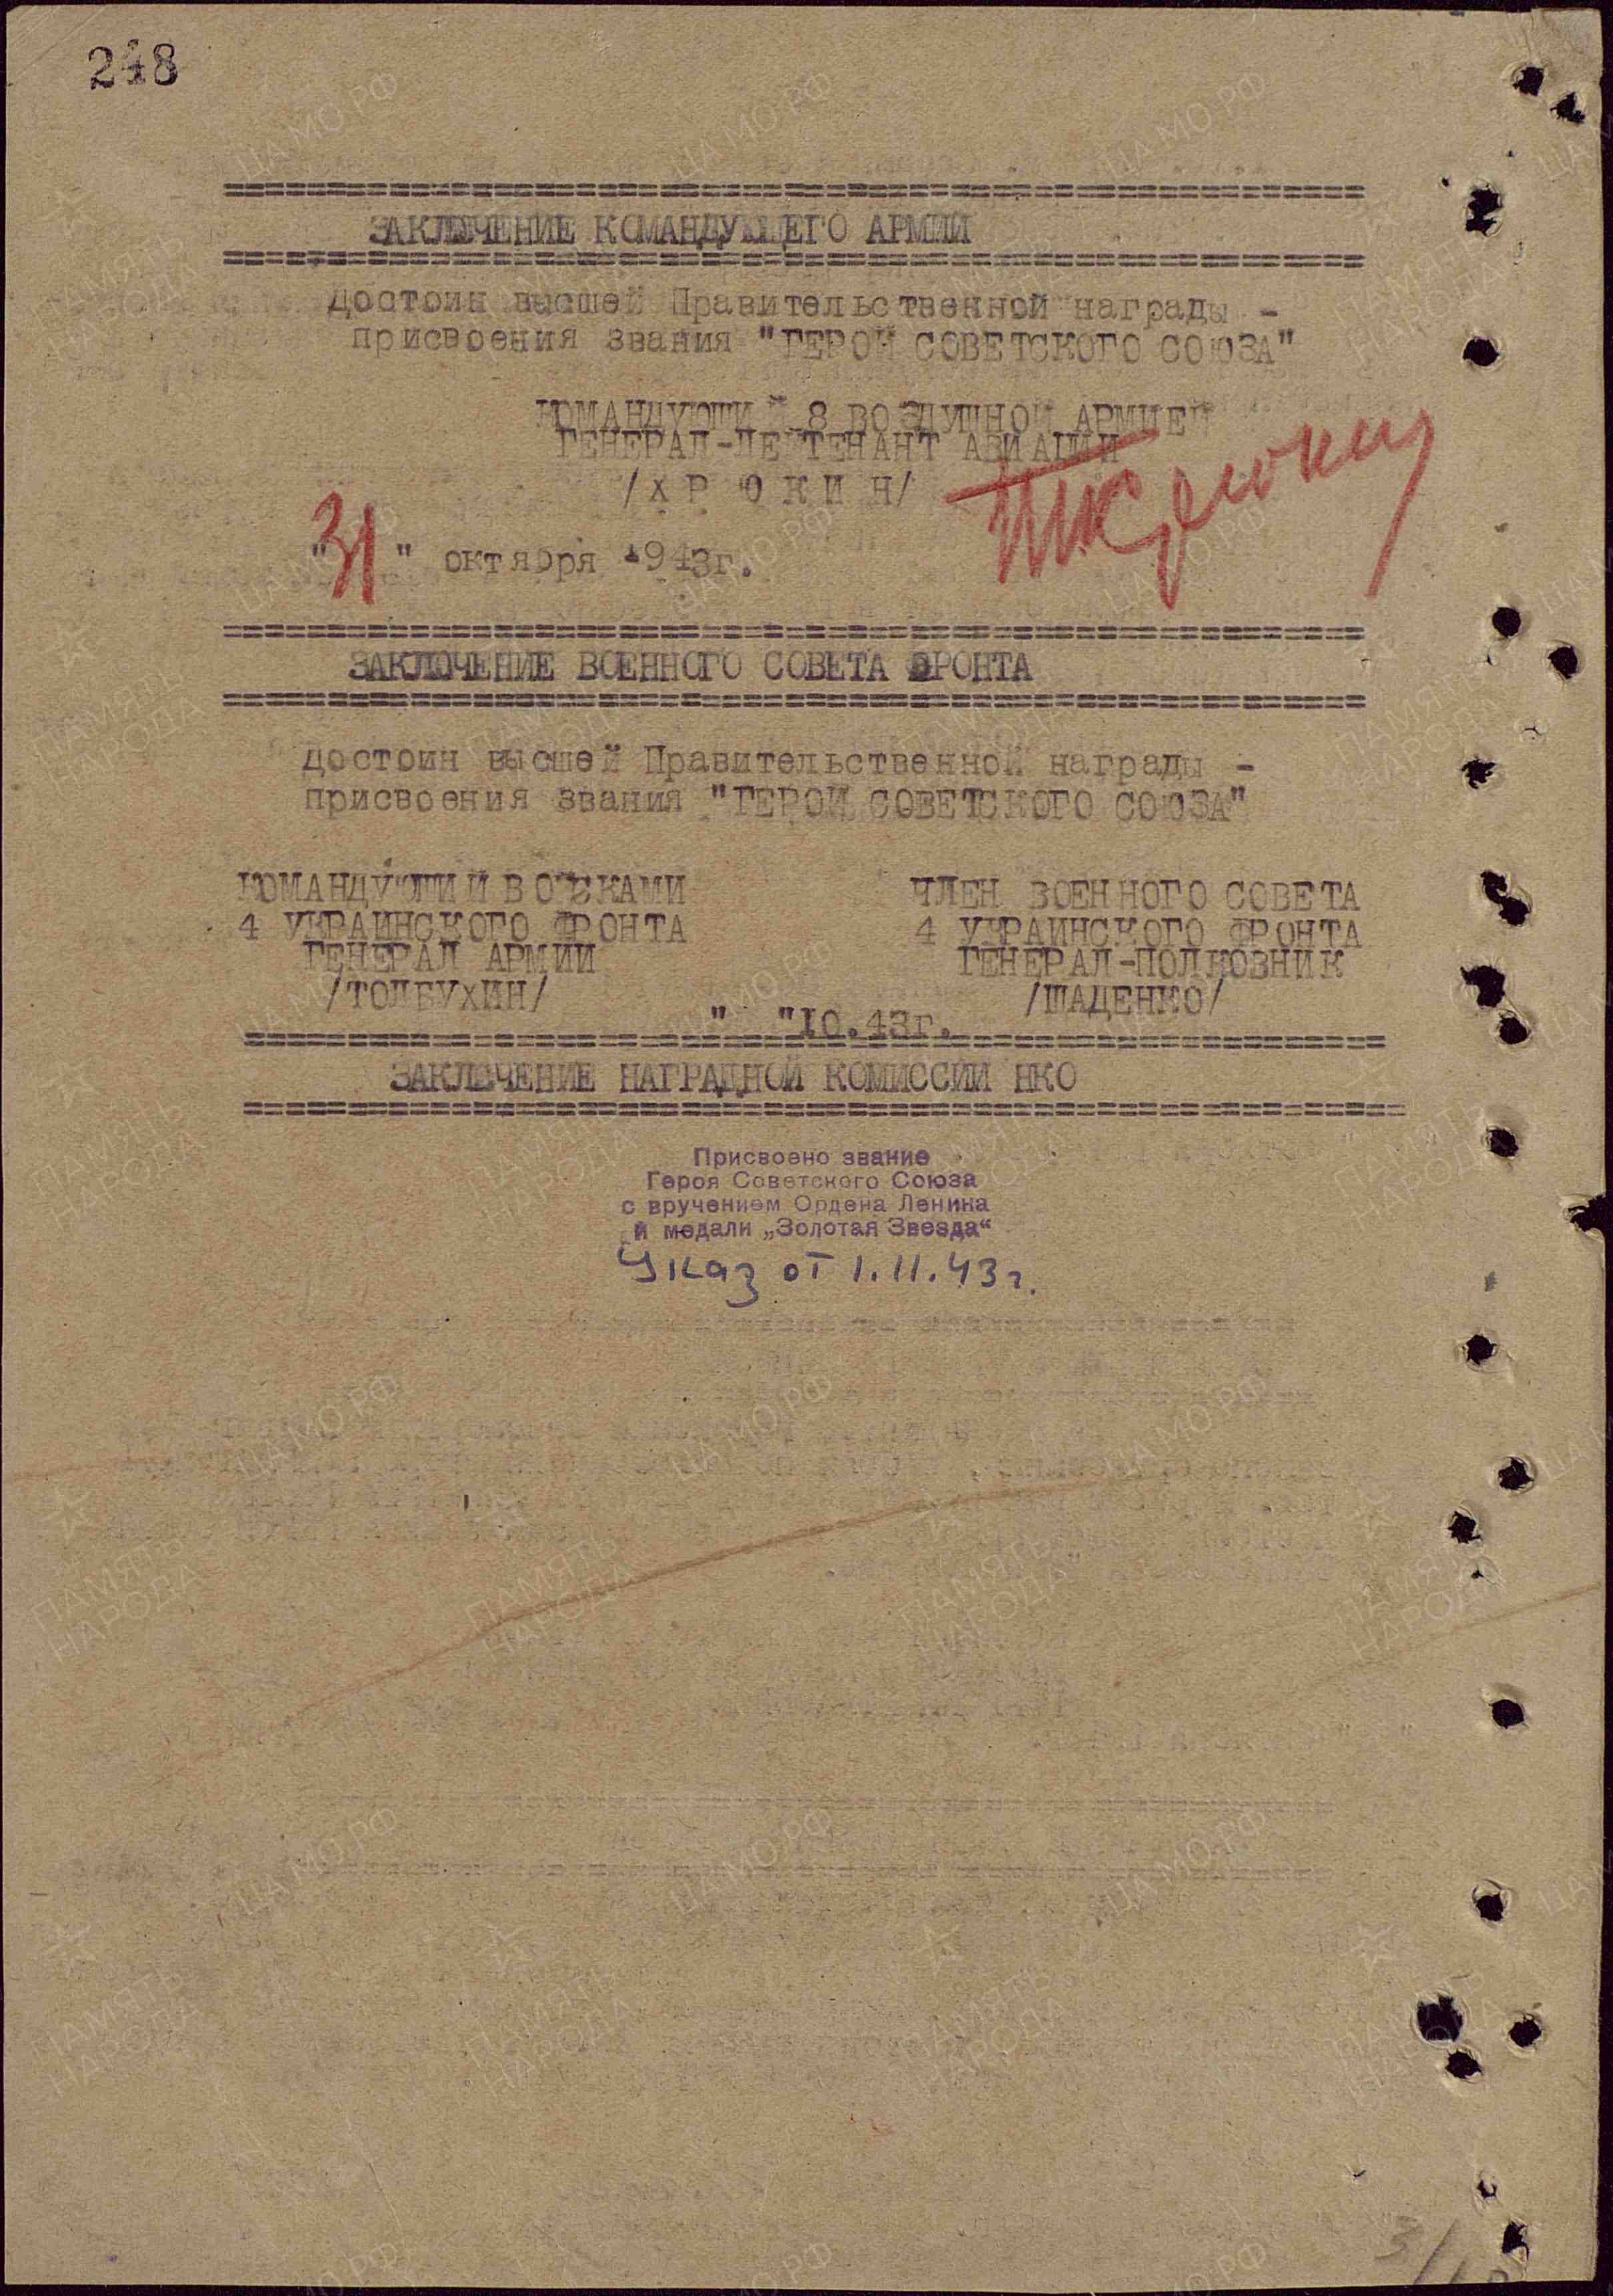 248
ЗАКЛЮЧЕНИЕ КОМАНДУЮЩЕГО АРМИИ
достоин высшей Правительственной награды -
присвоения звания "ГЕРОЙ СОВЕТСКОГО СОЮЗА"
КОМАНДУЮЩИЙ 8 ВОЗДУШНОЙ АРМИЕЙ
ГЕНЕРАЛ-ЛЕЙТЕНАНТ АВИАЦИИ
/Х Р Ю К И Н/
"31" октября 1943г.
ЗАКЛЮЧЕНИЕ ВОЕННОГО СОВЕТА ФРОНТА
достоин высшей Правительственной награды -
присвоения звания "ГЕРОЙ СОВЕТСКОГО СОЮЗА"
КОМАНДУЮЩИЙ ВОЙСКАМИ
4 УКРАИНСКОГО ФРОНТА
ГЕНЕРАЛ АРМИИ
/ТОЛБУХИН/
ЧЛЕН ВОЕННОГО СОВЕТА
4 УКРАИНСКОГО ФРОНТА
ГЕНЕРАЛ-ПОЛКОВНИК
/ЩАДЕНКО/
" "10.43г.
ЗАКЛЮЧЕНИЕ НАГРАДНОЙ КОМИССИИ НКО
Присвоено звание
Героя Советского Союза
с вручением Ордена Ленина
и медали „Золотая Звезда“
Указ от 1.11.43г.